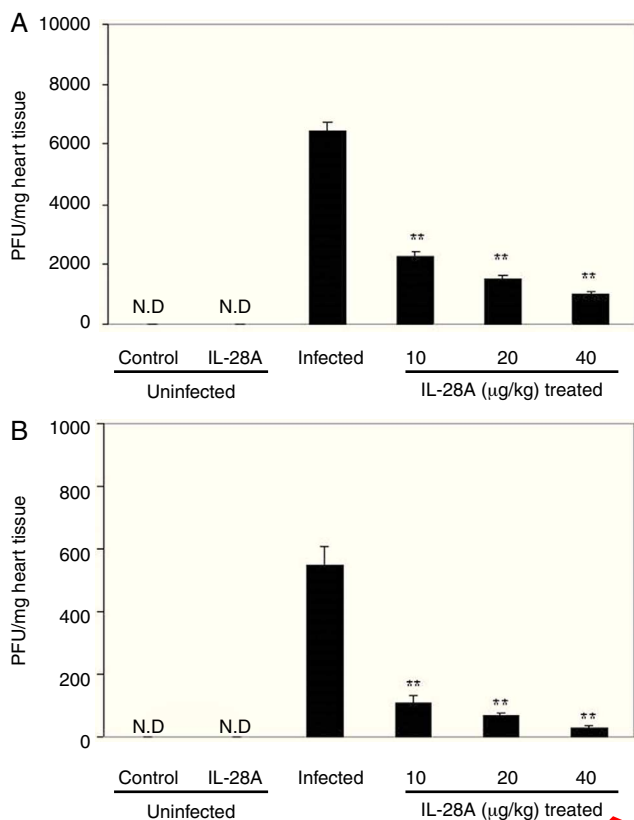 A
PFU/mg heart tissue
10000
8000
6000
4000
2000
0
N.D N.D
** ** **
Control IL-28A Infected 10 20 40
Uninfected IL-28A (μg/kg) treated
B
PFU/mg heart tissue
1000
800
600
400
200
0
N.D N.D
** ** **
Control IL-28A Infected 10 20 40
Uninfected IL-28A (μg/kg) treated